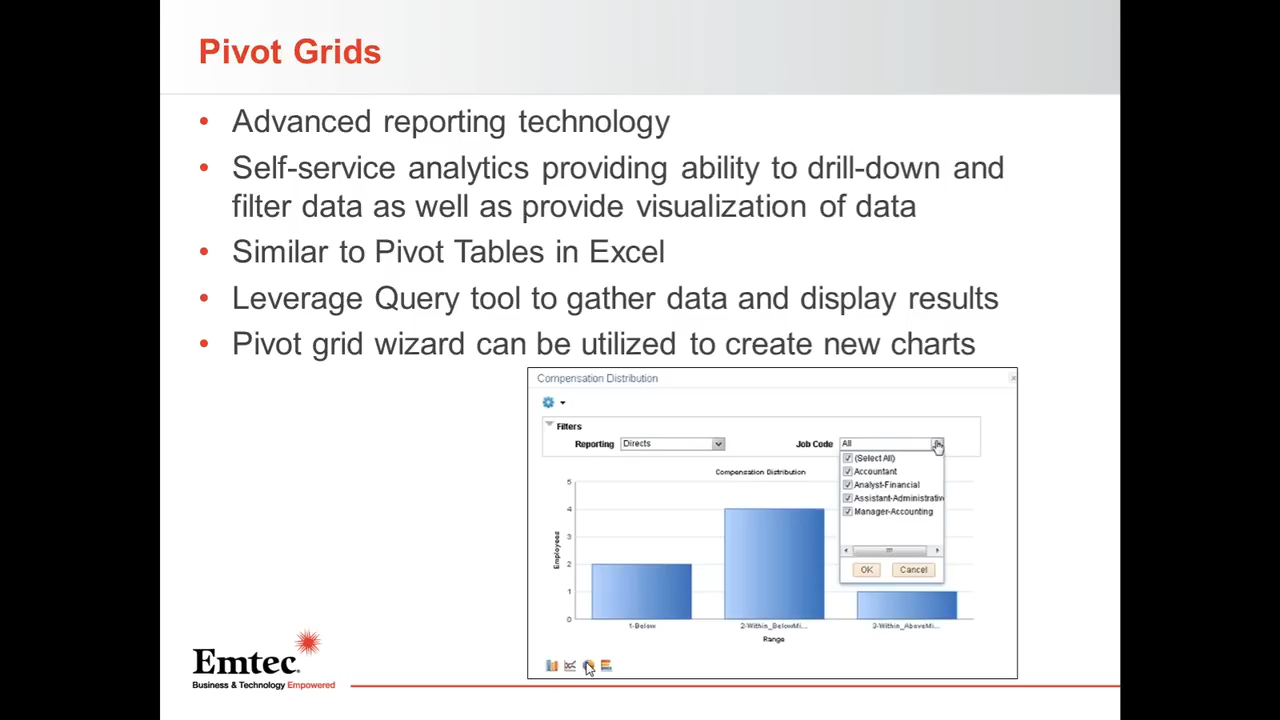 Pivot Grids
• Advanced reporting technology
• Self-service analytics providing ability to drill-down and
filter data as well as provide visualization of data
• Similar to Pivot Tables in Excel
• Leverage Query tool to gather data and display results
• Pivot grid wizard can be utilized to create new charts
Compensation Distribution
Filters
Reporting Directs Job Code All
(Select All)
Accountant
Analyst-Financial
Assistant-Administrativ
Manager-Accounting
OK Cancel
Compensation Distribution
5
4
3
2
1
0
Employees
1-Below 2-Within_BelowMi... 3-Within_AboveMi...
Range
Emtec
Business & Technology Empowered